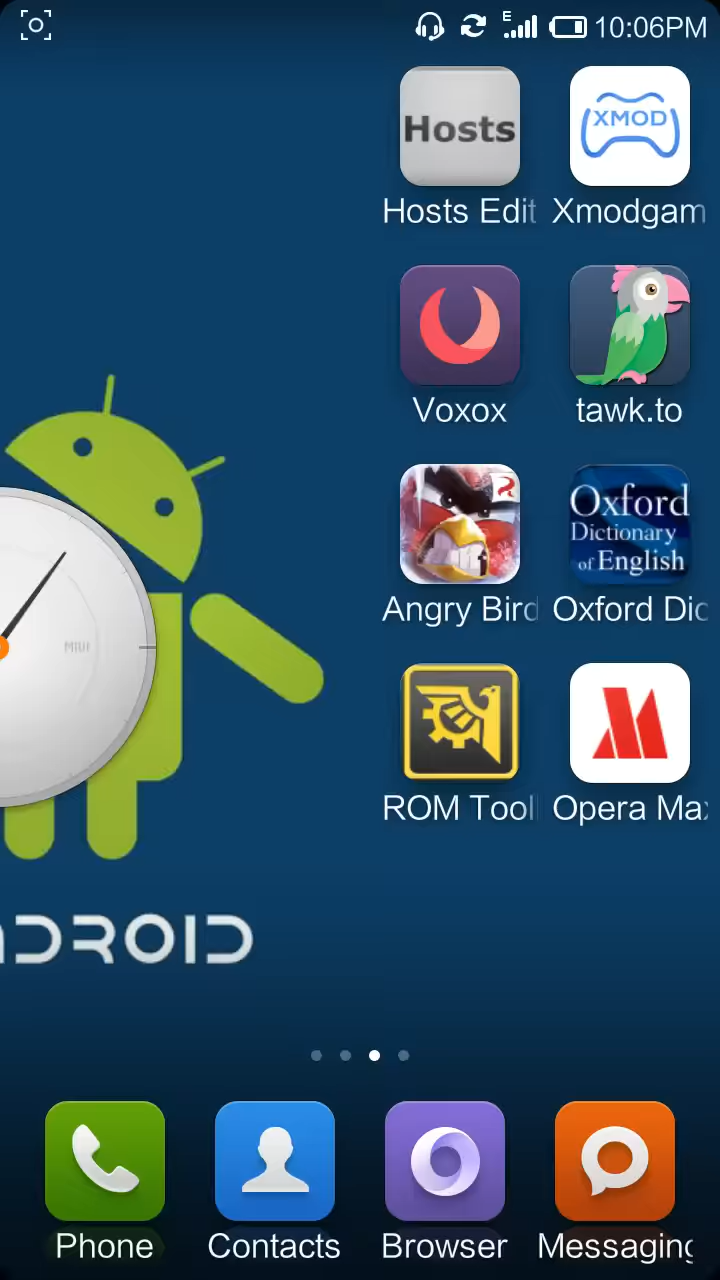 E
10:06PM
Hosts
XMOD
Hosts Edit
Xmodgam
Voxox
tawk.to
Oxford
Dictionary
of English
Angry Bird
Oxford Dic
MIUI
ROM Tool
Opera Max
DROID
Phone
Contacts
Browser
Messaging